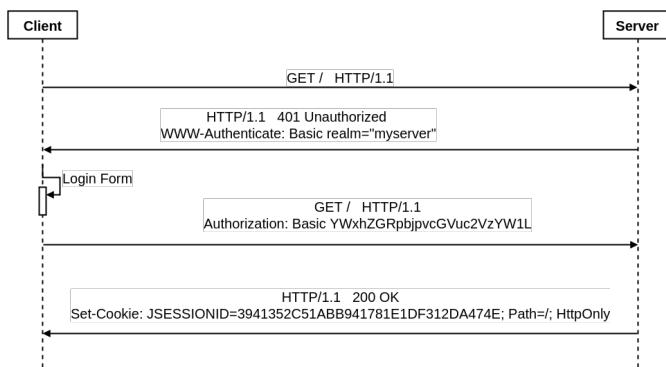 Client
Server
GET /   HTTP/1.1
HTTP/1.1   401 Unauthorized
WWW-Authenticate: Basic realm="myserver"
Login Form
GET /   HTTP/1.1
Authorization: Basic YWxhZGRpbjpvcGVuc2VzYW1L
HTTP/1.1   200 OK
Set-Cookie: JSESSIONID=3941352C51ABB941781E1DF312DA474E; Path=/; HttpOnly